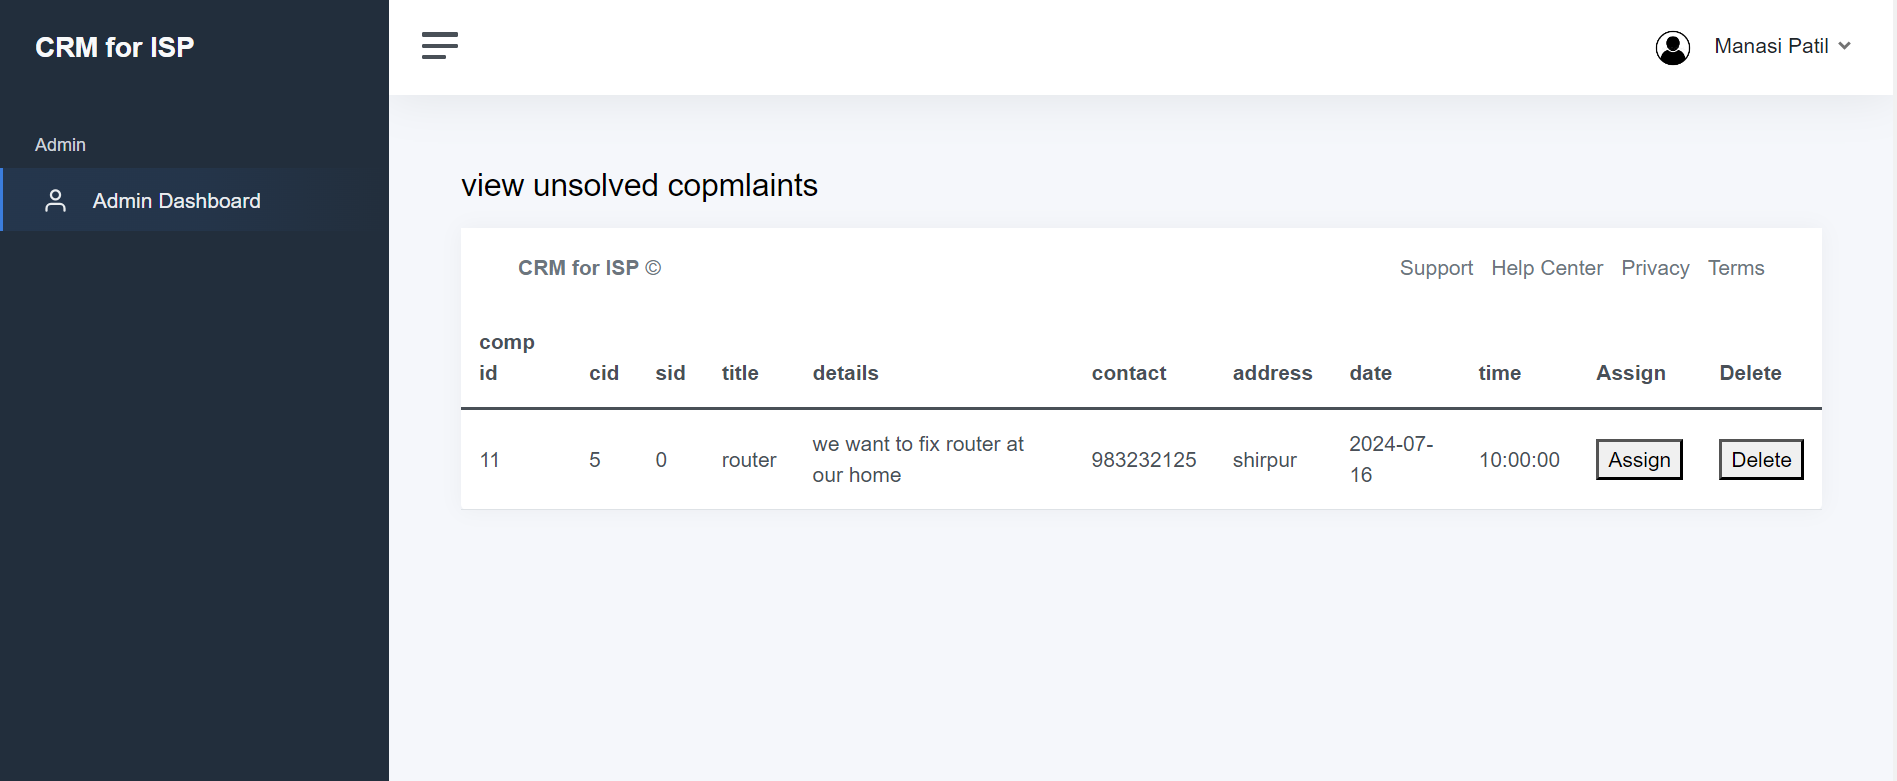 CRM for ISP
Manasi Patil
Admin
Admin Dashboard
view unsolved copmlaints
CRM for ISP ©
Support Help Center Privacy Terms
comp
id cid sid title details contact address date time Assign Delete
we want to fix router at 2024-07-
11 5 0 router 983232125 shirpur 10:00:00 Assign Delete
our home 16